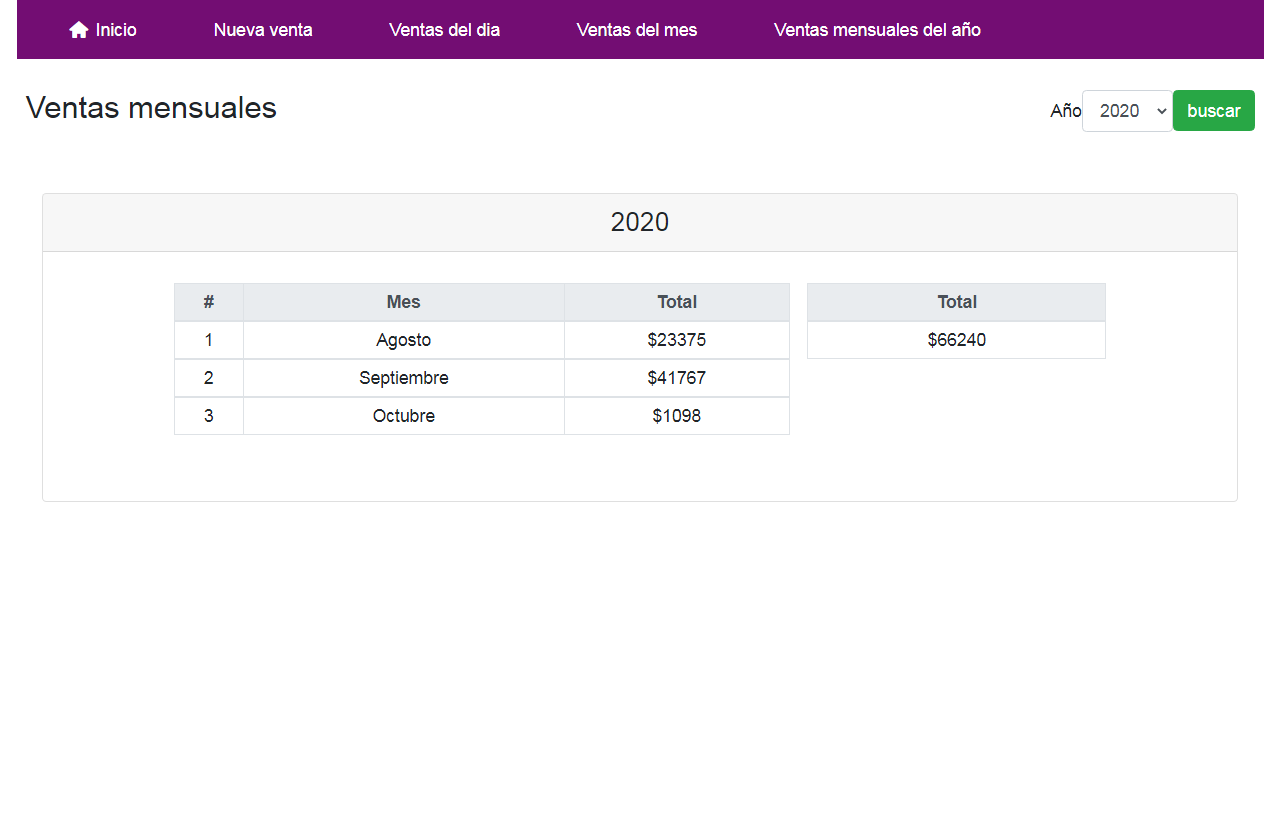 Inicio Nueva venta Ventas del dia Ventas del mes Ventas mensuales del año
Ventas mensuales
Año 2020 buscar
2020
# Mes Total Total
1 Agosto $23375 $66240
2 Septiembre $41767
3 Octubre $1098